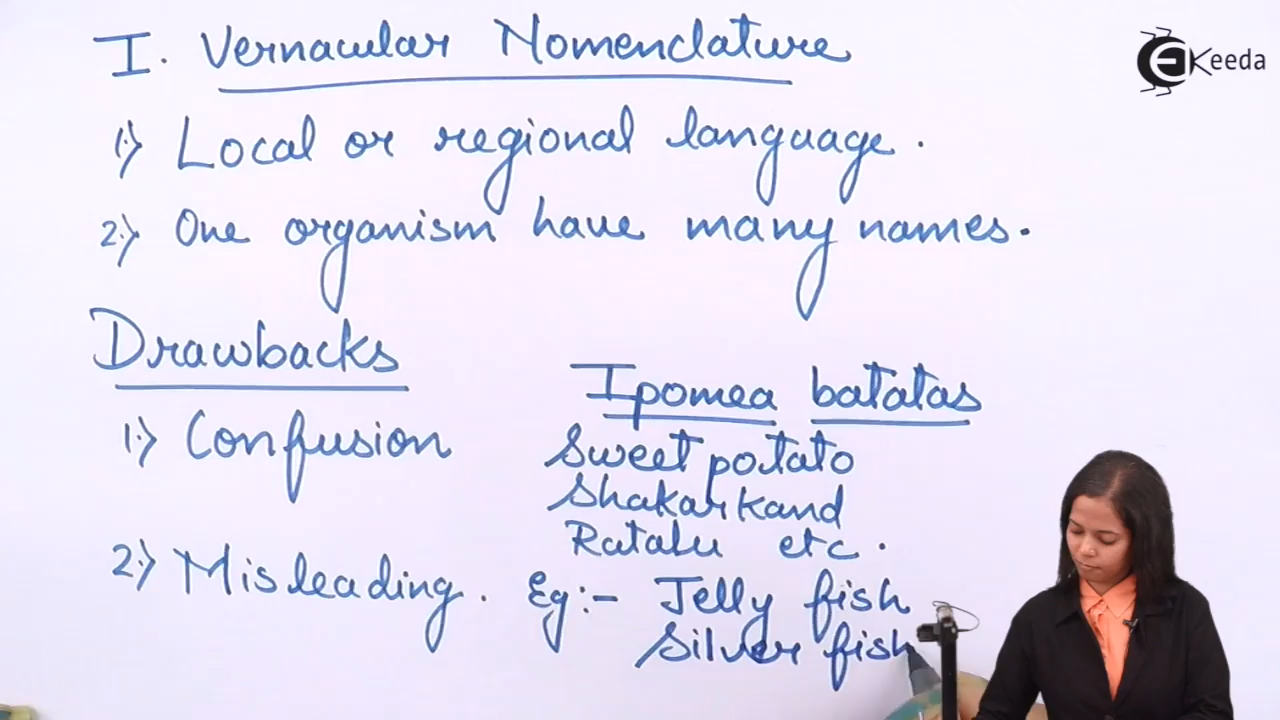 I. Vernacular Nomenclature
1.) Local or regional language.
2.) One organism have many names.
Drawbacks
1.) Confusion
Ipomea batatas
Sweet potato
Shakarkand
Ratalu etc.
2.) Misleading. Eg:- Jelly fish
Silver fish
EKeeda